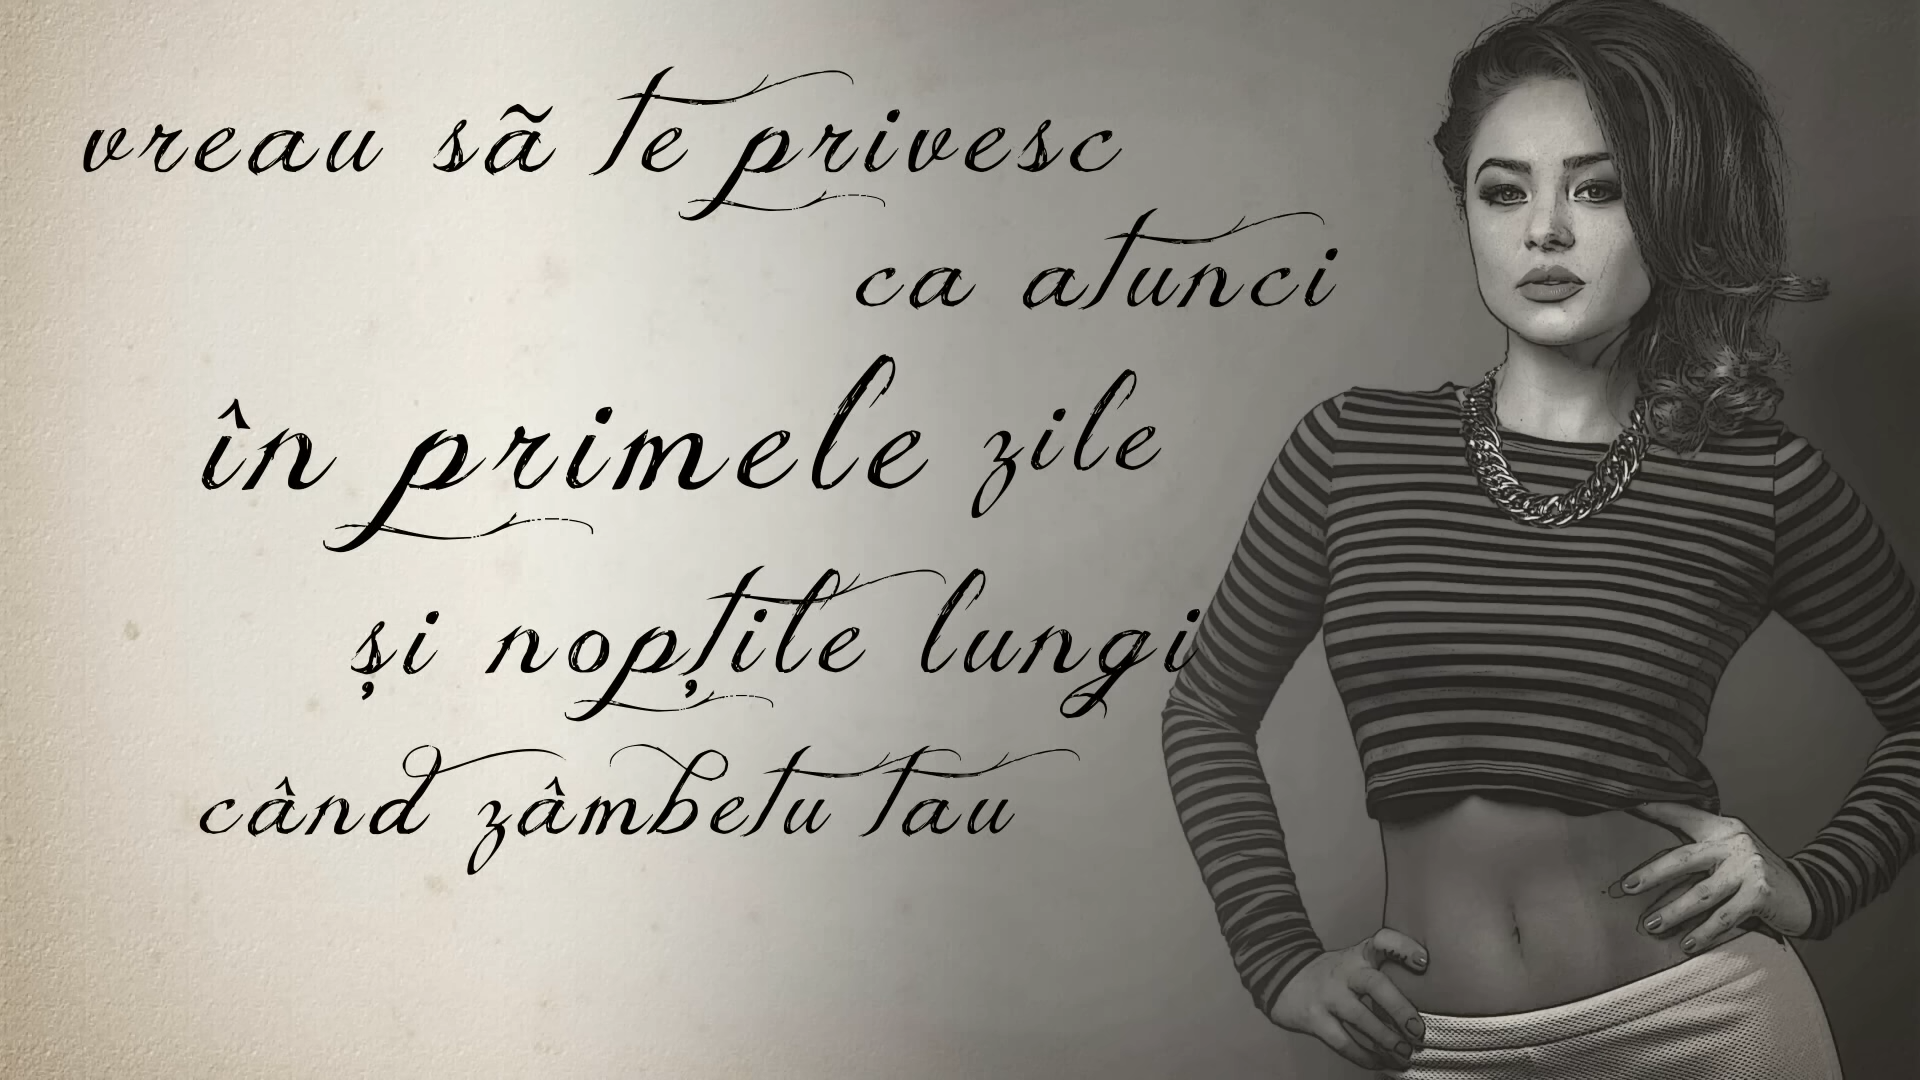 vreau sã te privesc
ca atunci
în primele zile
și nopțile lungi
când zâmbetu tau